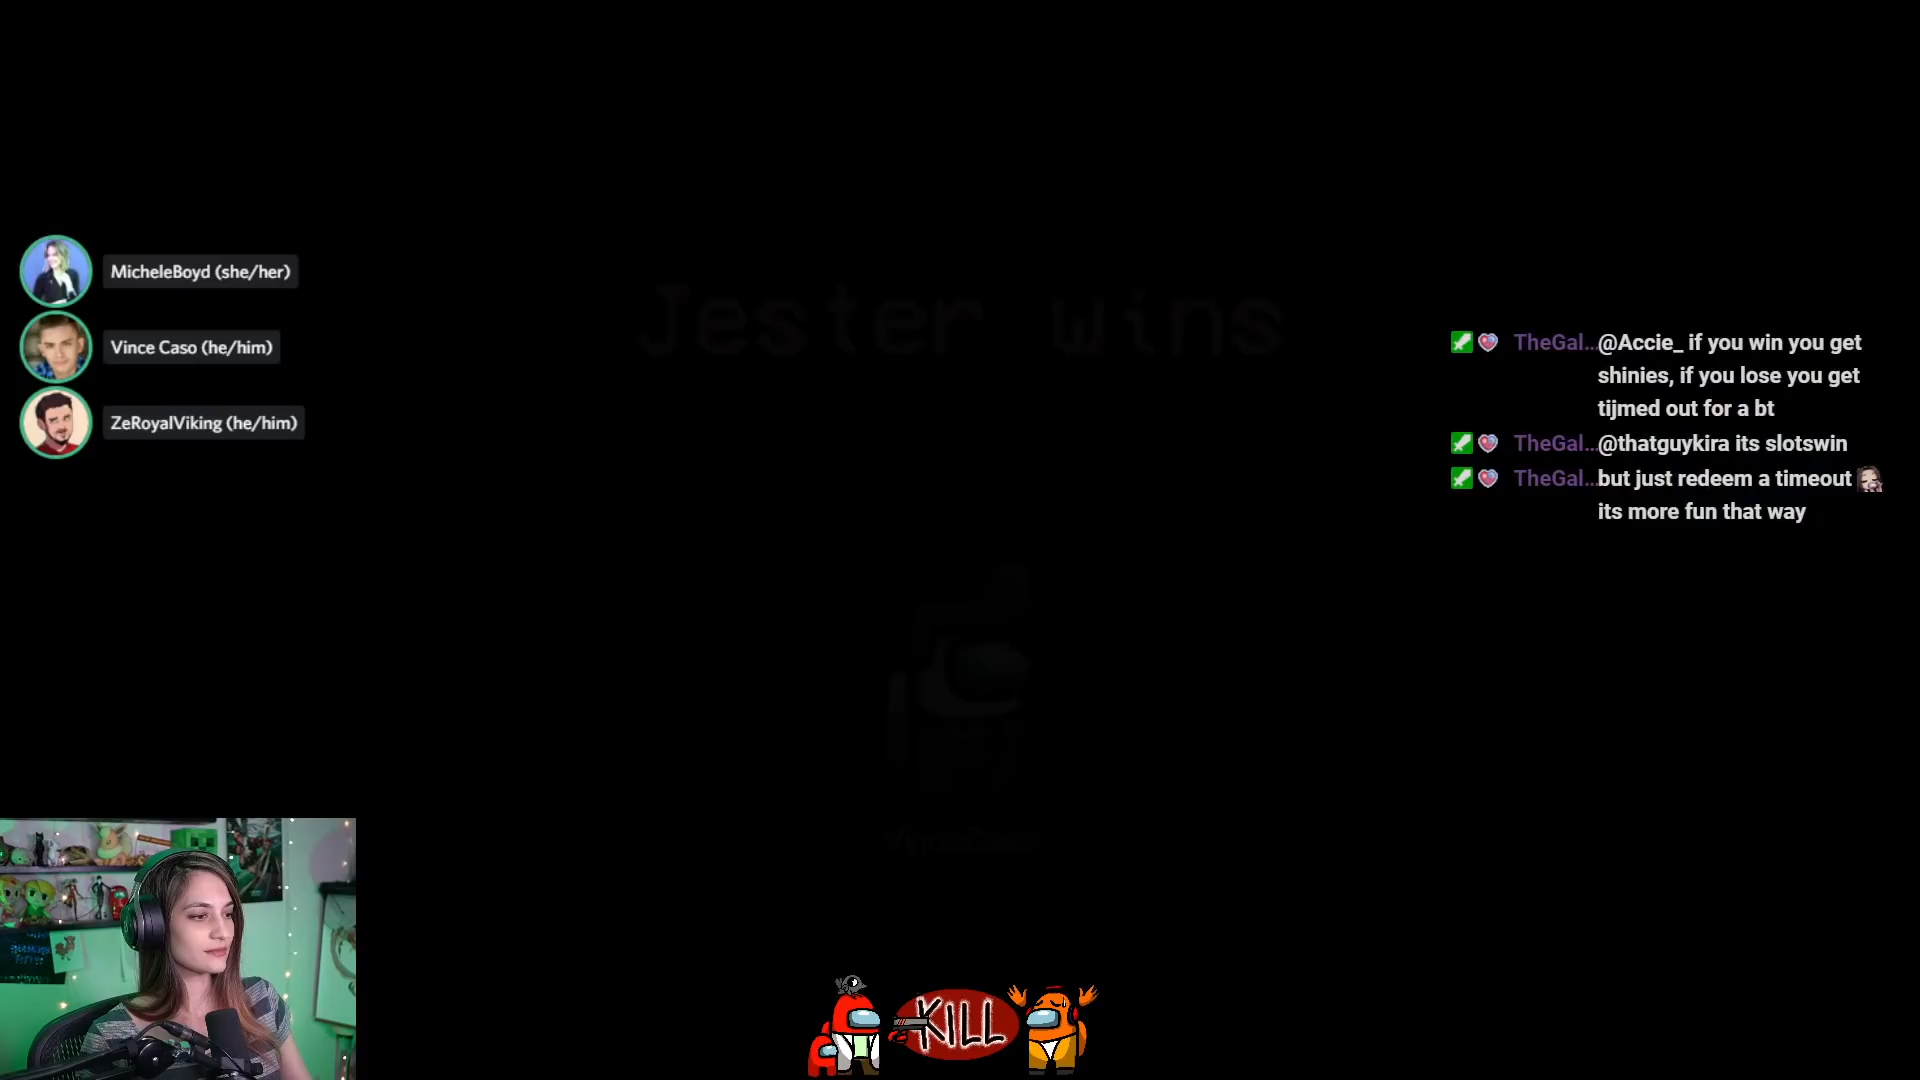 MicheleBoyd (she/her)
Vince Caso (he/him)
ZeRoyalViking (he/him)
Jester wins
TheGal... @Accie_ if you win you get
shinies, if you lose you get
tijmed out for a bt
TheGal... @thatguykira its slotswin
TheGal... but just redeem a timeout
its more fun that way
KILL